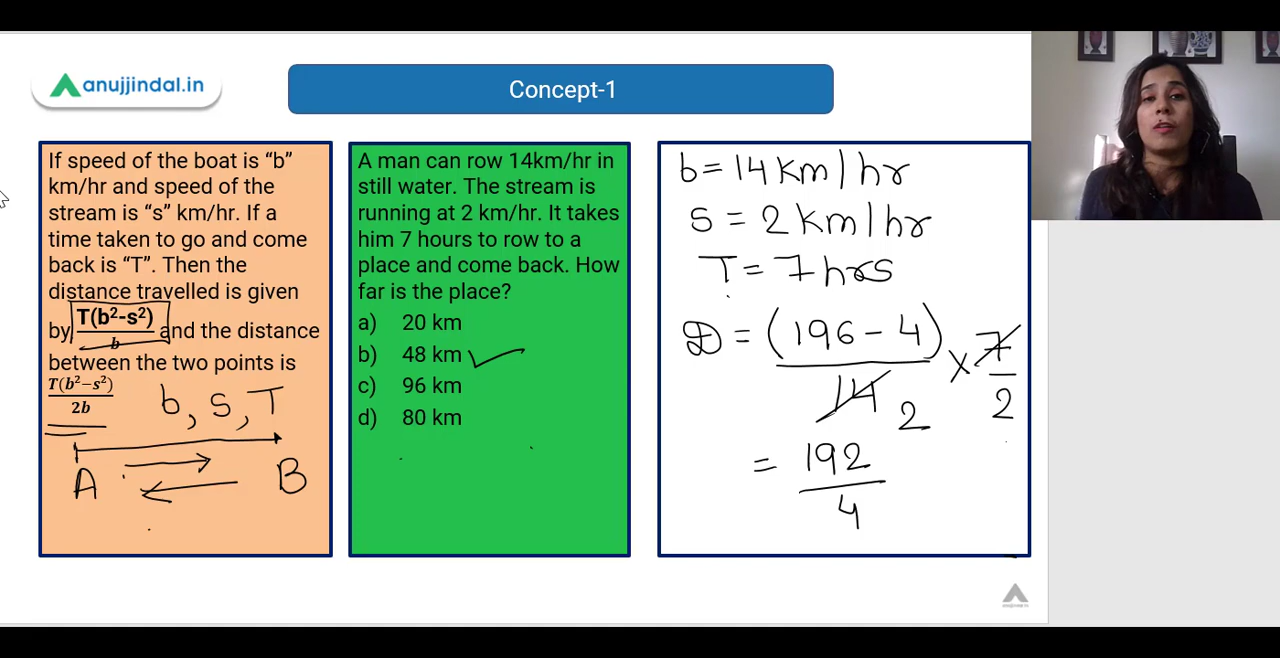 anujjindal.in
Concept-1
If speed of the boat is “b”
km/hr and speed of the
stream is “s” km/hr. If a
time taken to go and come
back is “T”. Then the
distance travelled is given
by T(b²-s²)/b and the distance
between the two points is
T(b²−s²)/2b
b, s, T
A B
A man can row 14km/hr in
still water. The stream is
running at 2 km/hr. It takes
him 7 hours to row to a
place and come back. How
far is the place?
a) 20 km
b) 48 km
c) 96 km
d) 80 km
b = 14 km/hr
s = 2 km/hr
T = 7 hrs
D = (196 - 4)/14 2 × 7/2
= 192/4